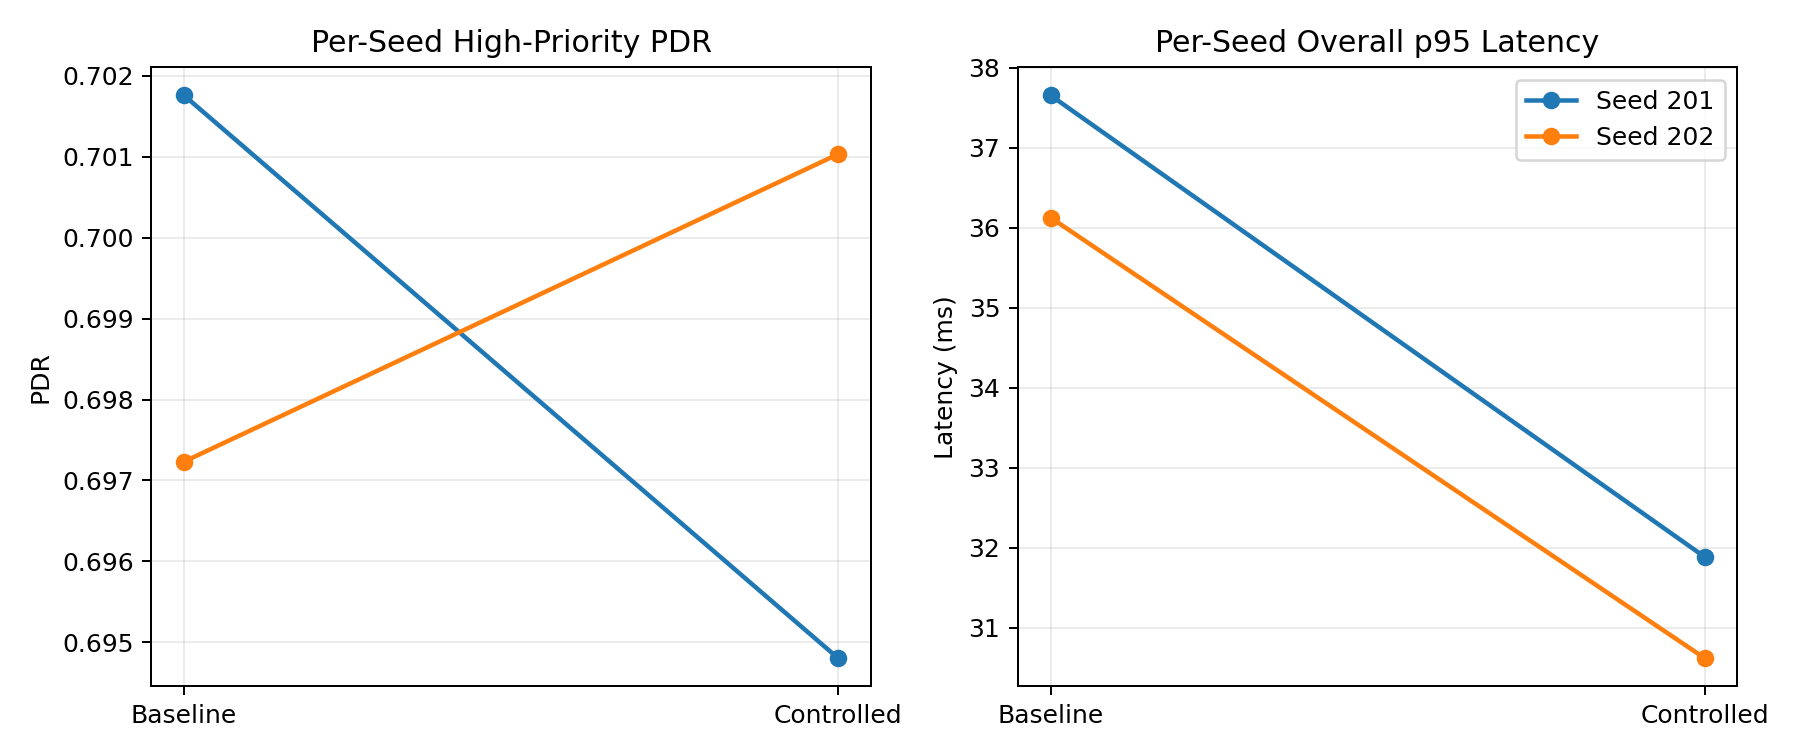 Per-Seed High-Priority PDR
PDR
0.702
0.701
0.700
0.699
0.698
0.697
0.696
0.695
Baseline
Controlled
Per-Seed Overall p95 Latency
Latency (ms)
38
37
36
35
34
33
32
31
Seed 201
Seed 202
Baseline
Controlled